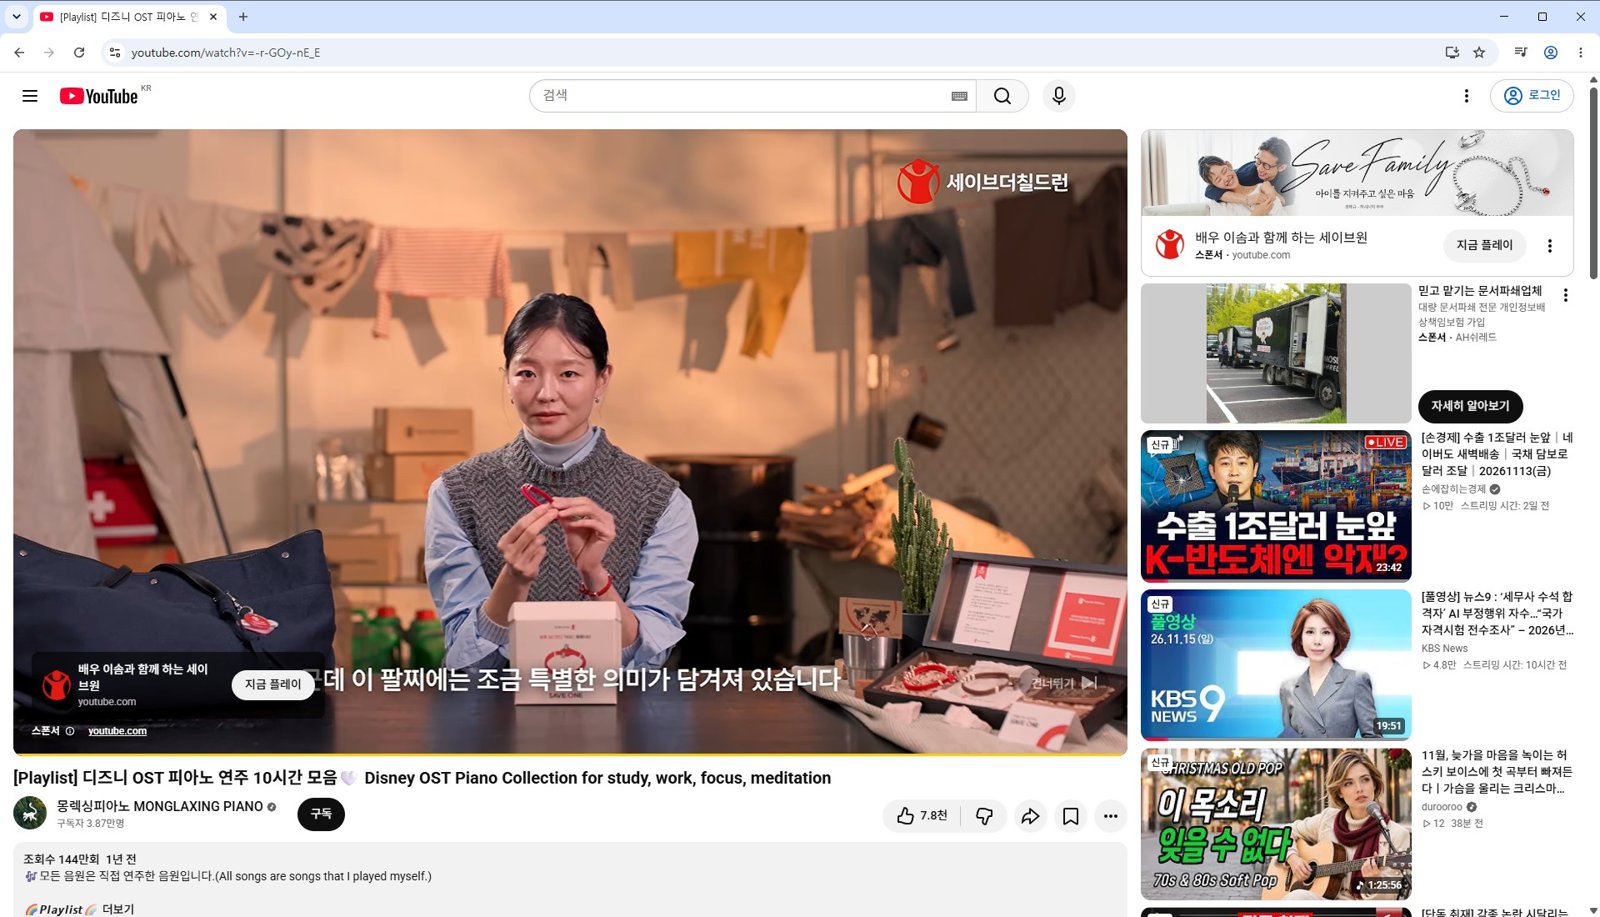 [Playlist] 디즈니 OST 피아노 연
youtube.com/watch?v=-r-GOy-nE_E
YouTube KR
검색
로그인
세이브더칠드런
데 이 팔찌에는 조금 특별한 의미가 담겨져 있습니다
SAVE ONE
배우 이솜과 함께 하는 세이
브원
youtube.com
지금 플레이
건너뛰기
스폰서
youtube.com
[Playlist] 디즈니 OST 피아노 연주 10시간 모음🤍 Disney OST Piano Collection for study, work, focus, meditation
몽렉싱피아노 MONGLAXING PIANO
구독자 3.87만명
구독
7.8천
조회수 144만회 1년 전
🎶모든 음원은 직접 연주한 음원입니다.(All songs are songs that I played myself.)
🌈Playlist🌈 더보기
Save Family
아이를 지켜주고 싶은 마음
배우 이솜과 함께 하는 세이브원
스폰서 · youtube.com
지금 플레이
믿고 맡기는 문서파쇄업체
대량 문서파쇄 전문 개인정보배
상책임보험 가입
스폰서 · AH쉬레드
자세히 알아보기
신규
LIVE
수출 1조달러 눈앞
K-반도체엔 악재?
23:42
[손경제] 수출 1조달러 눈앞｜네
이버도 새벽배송｜국채 담보로
달러 조달｜20261113(금)
손에잡히는경제
10만 스트리밍 시간: 2일 전
신규
풀영상
26.11.15 (일)
KBS
NEWS 9
19:51
[풀영상] 뉴스9 : ‘세무사 수석 합
격자’ AI 부정행위 자수…“국가
자격시험 전수조사” – 2026년...
KBS News
4.8만 스트리밍 시간: 10시간 전
신규
CHRISTMAS OLD POP
이 목소리
잊을 수 없다
70s & 80s Soft Pop
1:25:56
11월, 늦가을 마음을 녹이는 허
스키 보이스에 첫 곡부터 빠져든
다｜가슴을 울리는 크리스마...
durooroo
12 38분 전
신규
[단독 취재] 각종 논란 시달리는